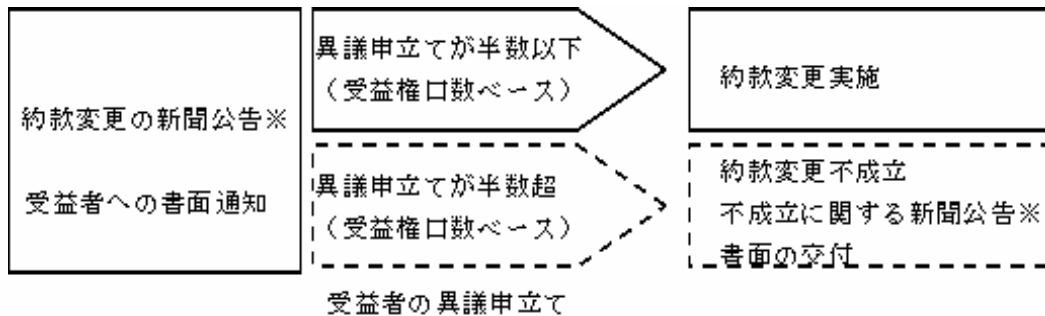 約款変更の新聞公告※
受益者への書面通知
異議申立てが半数以下
（受益権口数ベース）
約款変更実施
異議申立てが半数超
（受益権口数ベース）
約款変更不成立
不成立に関する新聞公告※
書面の交付
受益者の異議申立て